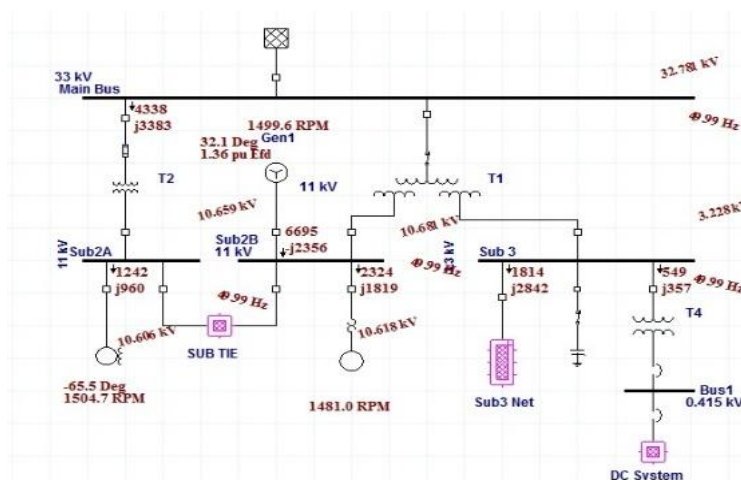 33 kV
Main Bus
32.781 kV
4338
j3383
49.99 Hz
1499.6 RPM
32.1 Deg
Gen1
1.36 pu Efd
T2
11 kV
T1
10.659 kV
6695
-j2356
10.681 kV
3.228kV
11 kV
Sub2A
Sub2B
11 kV
Sub 3
1242
j960
2324
j1819
49.99 Hz
1814
j2842
549
j357
49.99 Hz
49.99 Hz
T4
10.606 kV
SUB TIE
10.618 kV
-65.5 Deg
1504.7 RPM
1481.0 RPM
Sub3 Net
Bus1
0.415 kV
DC System